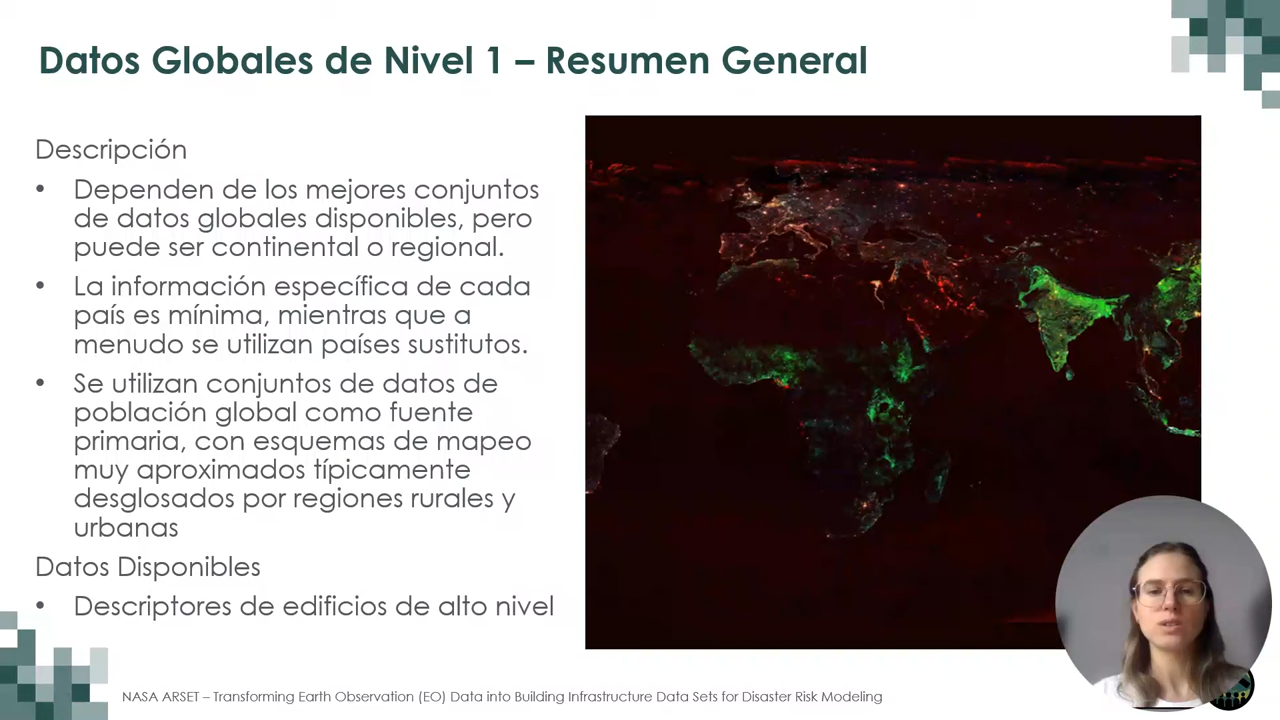 Datos Globales de Nivel 1 – Resumen General
Descripción
• Dependen de los mejores conjuntos
de datos globales disponibles, pero
puede ser continental o regional.
• La información específica de cada
país es mínima, mientras que a
menudo se utilizan países sustitutos.
• Se utilizan conjuntos de datos de
población global como fuente
primaria, con esquemas de mapeo
muy aproximados típicamente
desglosados por regiones rurales y
urbanas
Datos Disponibles
• Descriptores de edificios de alto nivel
NASA ARSET – Transforming Earth Observation (EO) Data into Building Infrastructure Data Sets for Disaster Risk Modeling